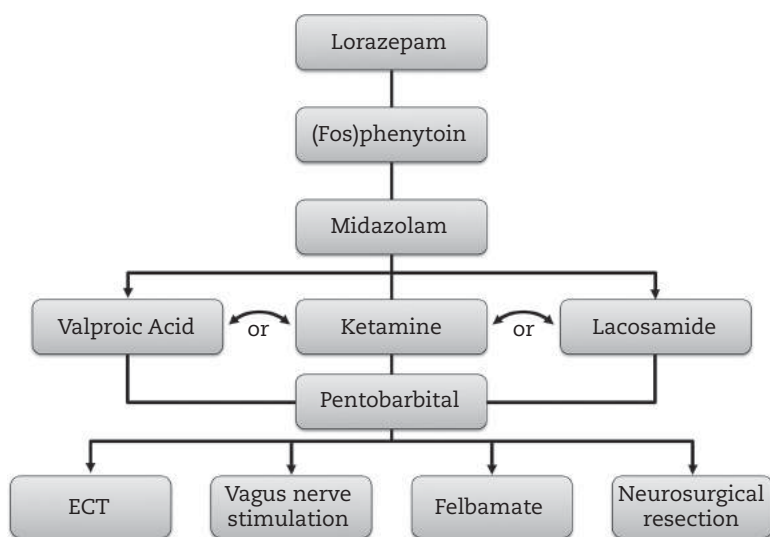 Lorazepam
(Fos)phenytoin
Midazolam
Valproic Acid
or
Ketamine
or
Lacosamide
Pentobarbital
ECT
Vagus nerve
stimulation
Felbamate
Neurosurgical
resection